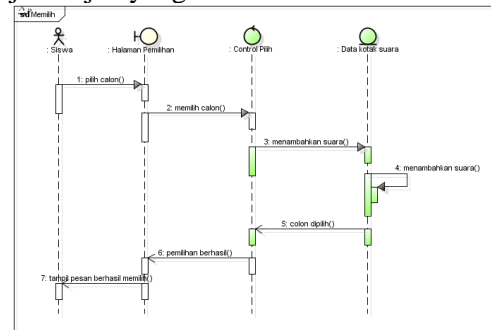 sd Memilih
: Siswa
: Halaman Pemilihan
: Control Pilih
: Data kotak suara
1: pilih calon()
2: memilih calon()
3: menambahkan suara()
4: menambahkan suara()
5: colon dipilih()
6: pemilihan berhasil()
7: tampil pesan berhasil memilih()